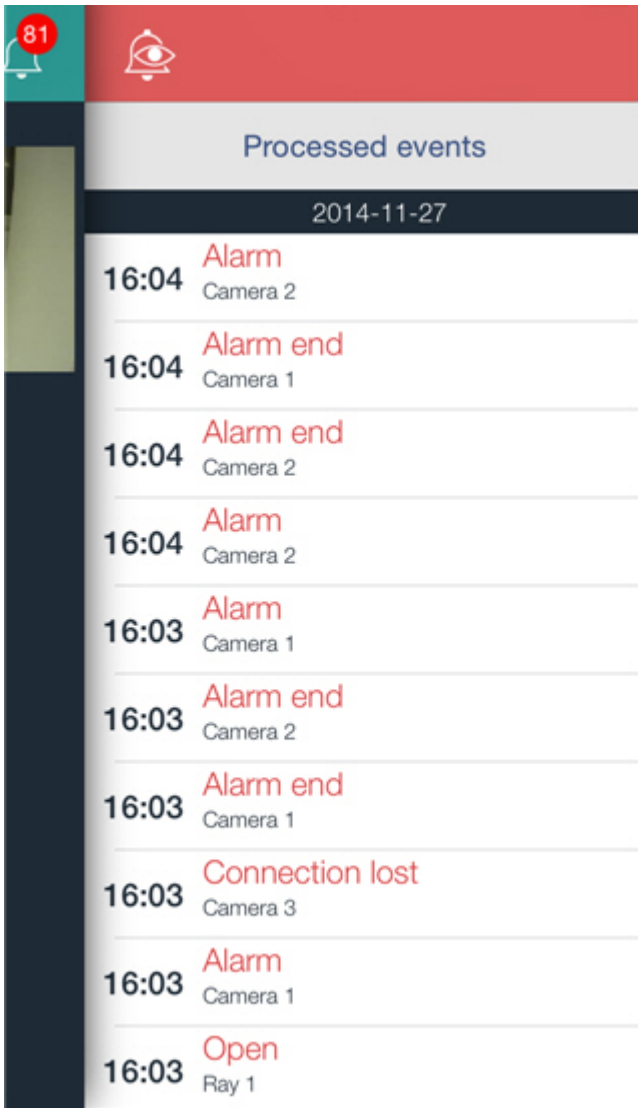 81
Processed events
2014-11-27
16:04 Alarm
Camera 2
16:04 Alarm end
Camera 1
16:04 Alarm end
Camera 2
16:04 Alarm
Camera 2
16:03 Alarm
Camera 1
16:03 Alarm end
Camera 2
16:03 Alarm end
Camera 1
16:03 Connection lost
Camera 3
16:03 Alarm
Camera 1
16:03 Open
Ray 1